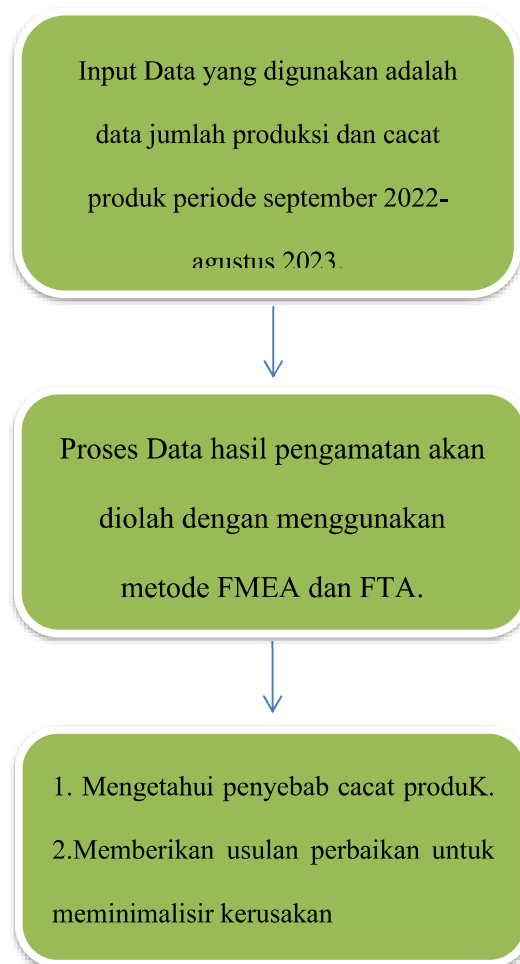 Input Data yang digunakan adalah
data jumlah produksi dan cacat
produk periode september 2022-
agustus 2023.
Proses Data hasil pengamatan akan
diolah dengan menggunakan
metode FMEA dan FTA.
1. Mengetahui penyebab cacat produK.
2.Memberikan usulan perbaikan untuk
meminimalisir kerusakan